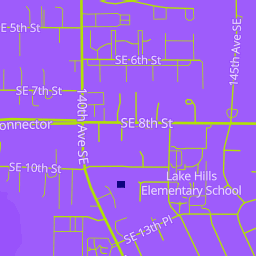 SE 5th St
145th Ave SE
SE 6th St
SE 7th St
140th Ave SE
onnector
SE 8th St
SE 10th St
Lake Hills
Elementary School
SE 13th Pl